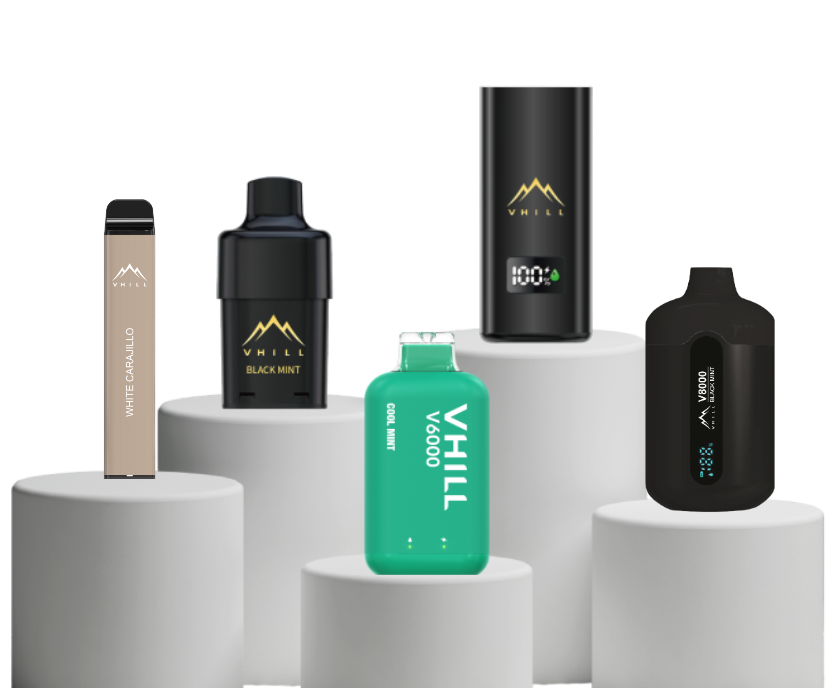 VHILL
WHITE CARAJILLO
VHILL
BLACK MINT
VHILL
V6000
COOL MINT
VHILL
100%
VHILL
V8000
BLACK MINT